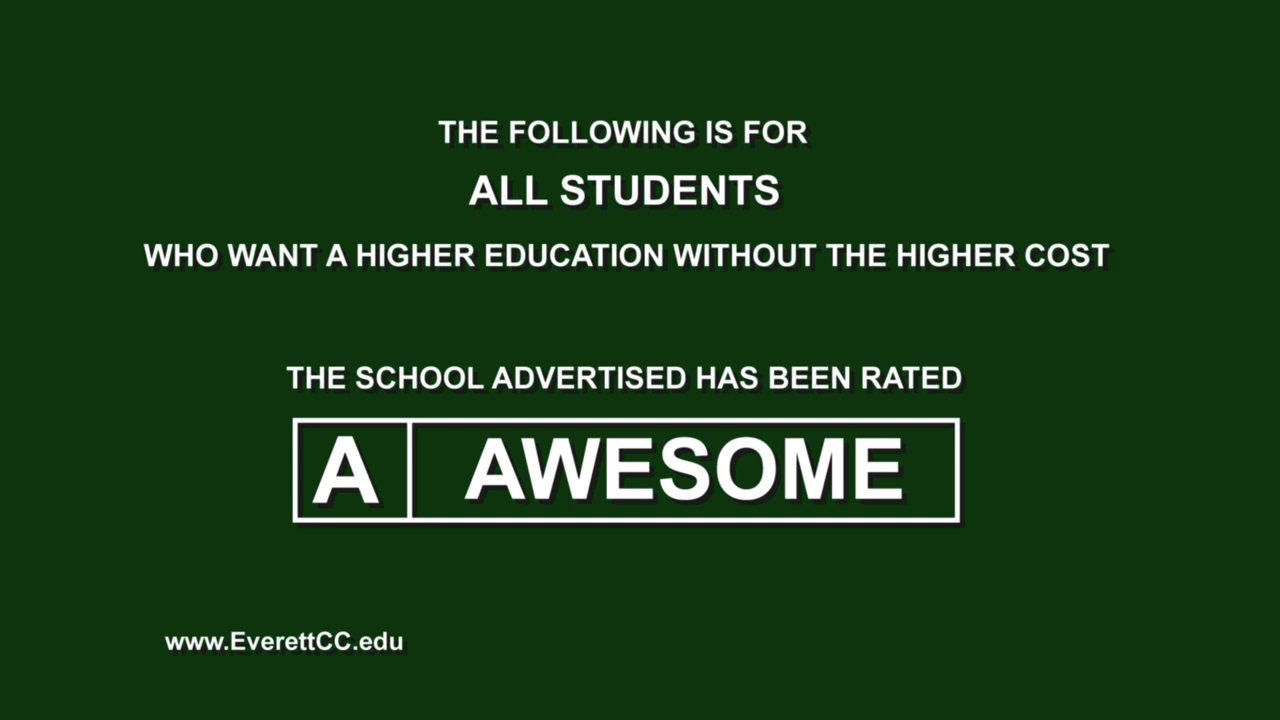 THE FOLLOWING IS FOR
ALL STUDENTS
WHO WANT A HIGHER EDUCATION WITHOUT THE HIGHER COST
THE SCHOOL ADVERTISED HAS BEEN RATED
A AWESOME
www.EverettCC.edu